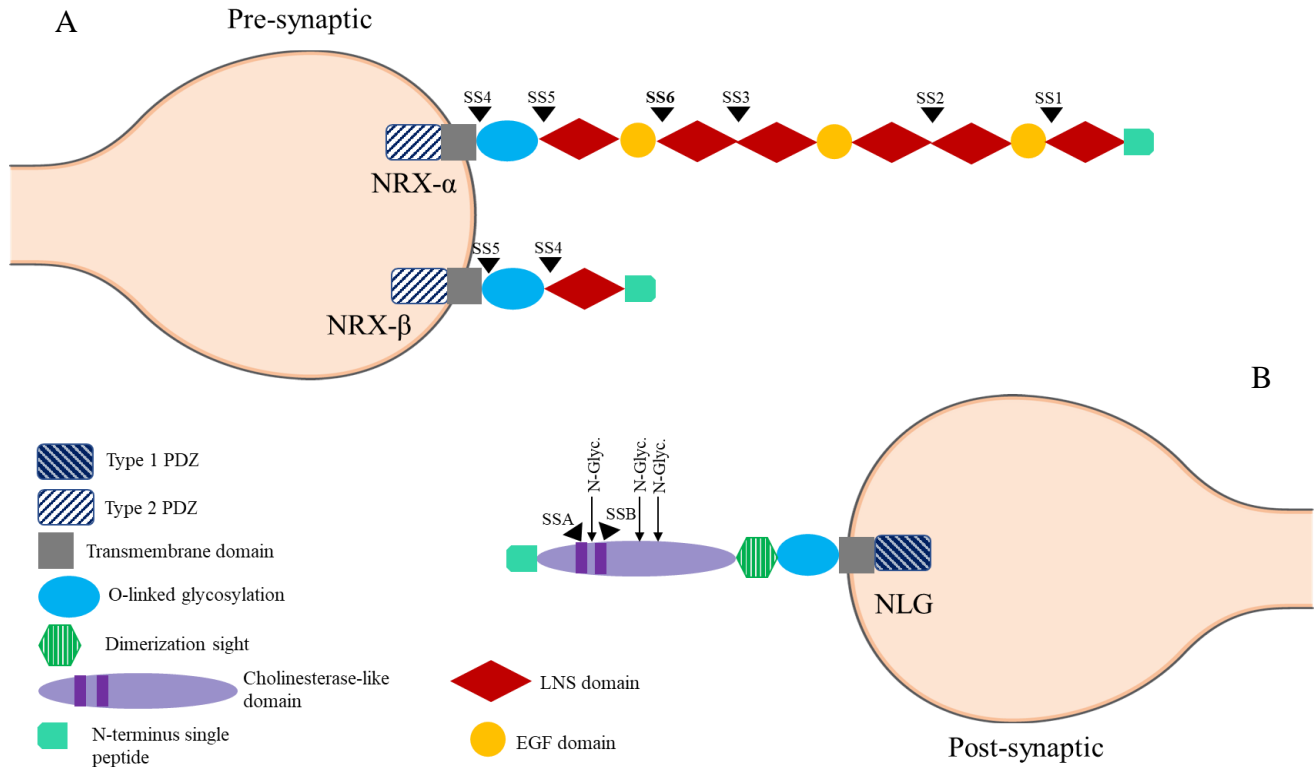 A
Pre-synaptic
SS4
SS5
SS6
SS3
SS2
SS1
NRX-α
SS5
SS4
NRX-β
B
Type 1 PDZ
Type 2 PDZ
Transmembrane domain
O-linked glycosylation
Dimerization sight
Cholinesterase-like
domain
N-terminus single
peptide
LNS domain
EGF domain
SSA
N-Glyc.
SSB
N-Glyc.
N-Glyc.
NLG
Post-synaptic